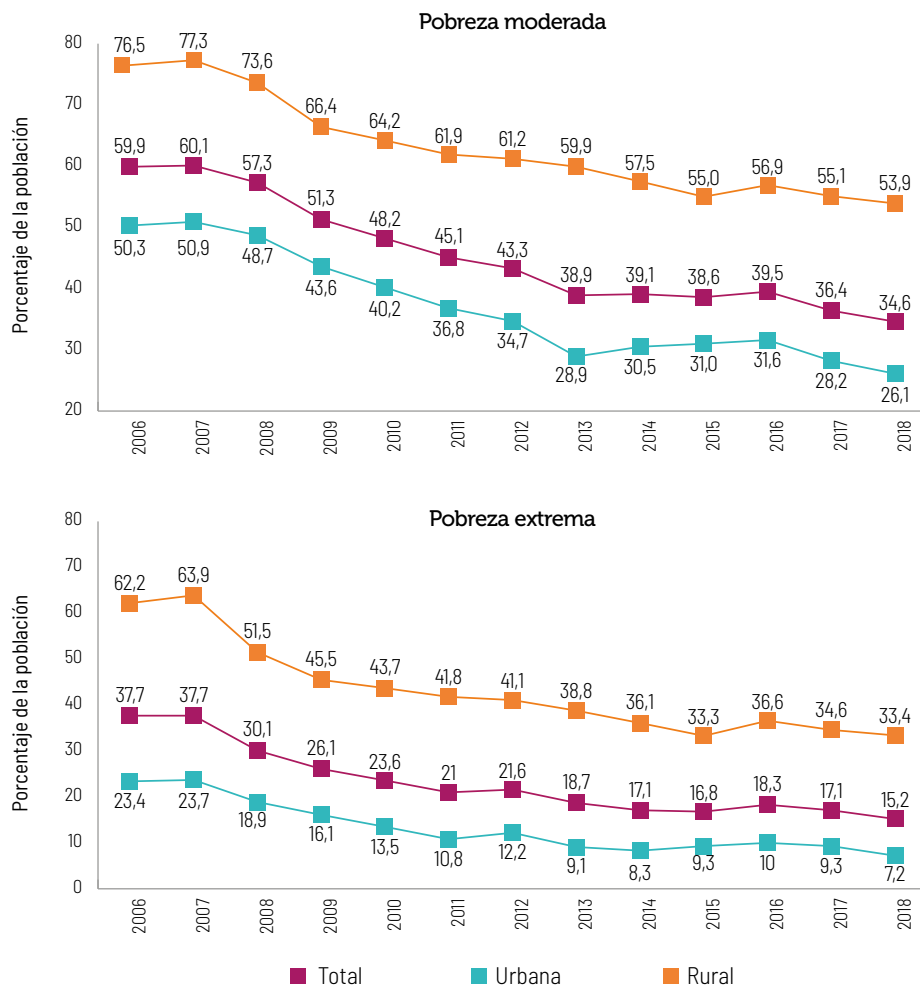 Pobreza moderada
Porcentaje de la población
80
70
60
50
40
30
20
76,5 77,3 73,6 66,4 64,2 61,9 61,2 59,9 57,5 55,0 56,9 55,1 53,9
59,9 60,1 57,3 51,3 48,2 45,1 43,3 38,9 39,1 38,6 39,5 36,4 34,6
50,3 50,9 48,7 43,6 40,2 36,8 34,7 28,9 30,5 31,0 31,6 28,2 26,1
2006 2007 2008 2009 2010 2011 2012 2013 2014 2015 2016 2017 2018
Pobreza extrema
Porcentaje de la población
80
70
60
50
40
30
20
10
0
62,2 63,9 51,5 45,5 43,7 41,8 41,1 38,8 36,1 33,3 36,6 34,6 33,4
37,7 37,7 30,1 26,1 23,6 21 21,6 18,7 17,1 16,8 18,3 17,1 15,2
23,4 23,7 18,9 16,1 13,5 10,8 12,2 9,1 8,3 9,3 10 9,3 7,2
2006 2007 2008 2009 2010 2011 2012 2013 2014 2015 2016 2017 2018
Total Urbana Rural